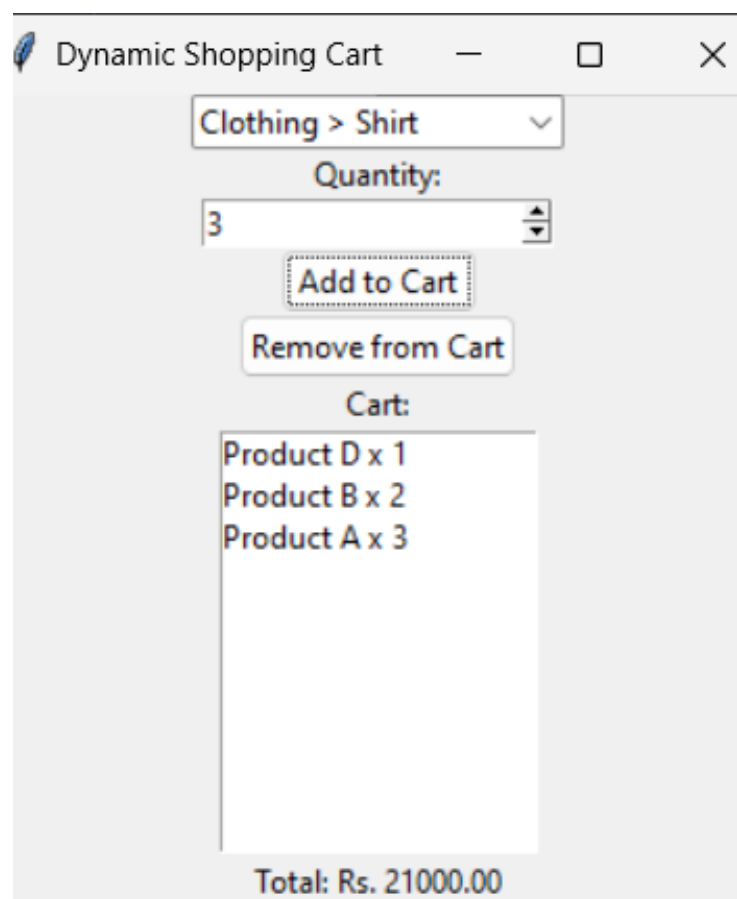 Dynamic Shopping Cart
Clothing > Shirt
Quantity:
3
Add to Cart
Remove from Cart
Cart:
Product D x 1
Product B x 2
Product A x 3
Total: Rs. 21000.00